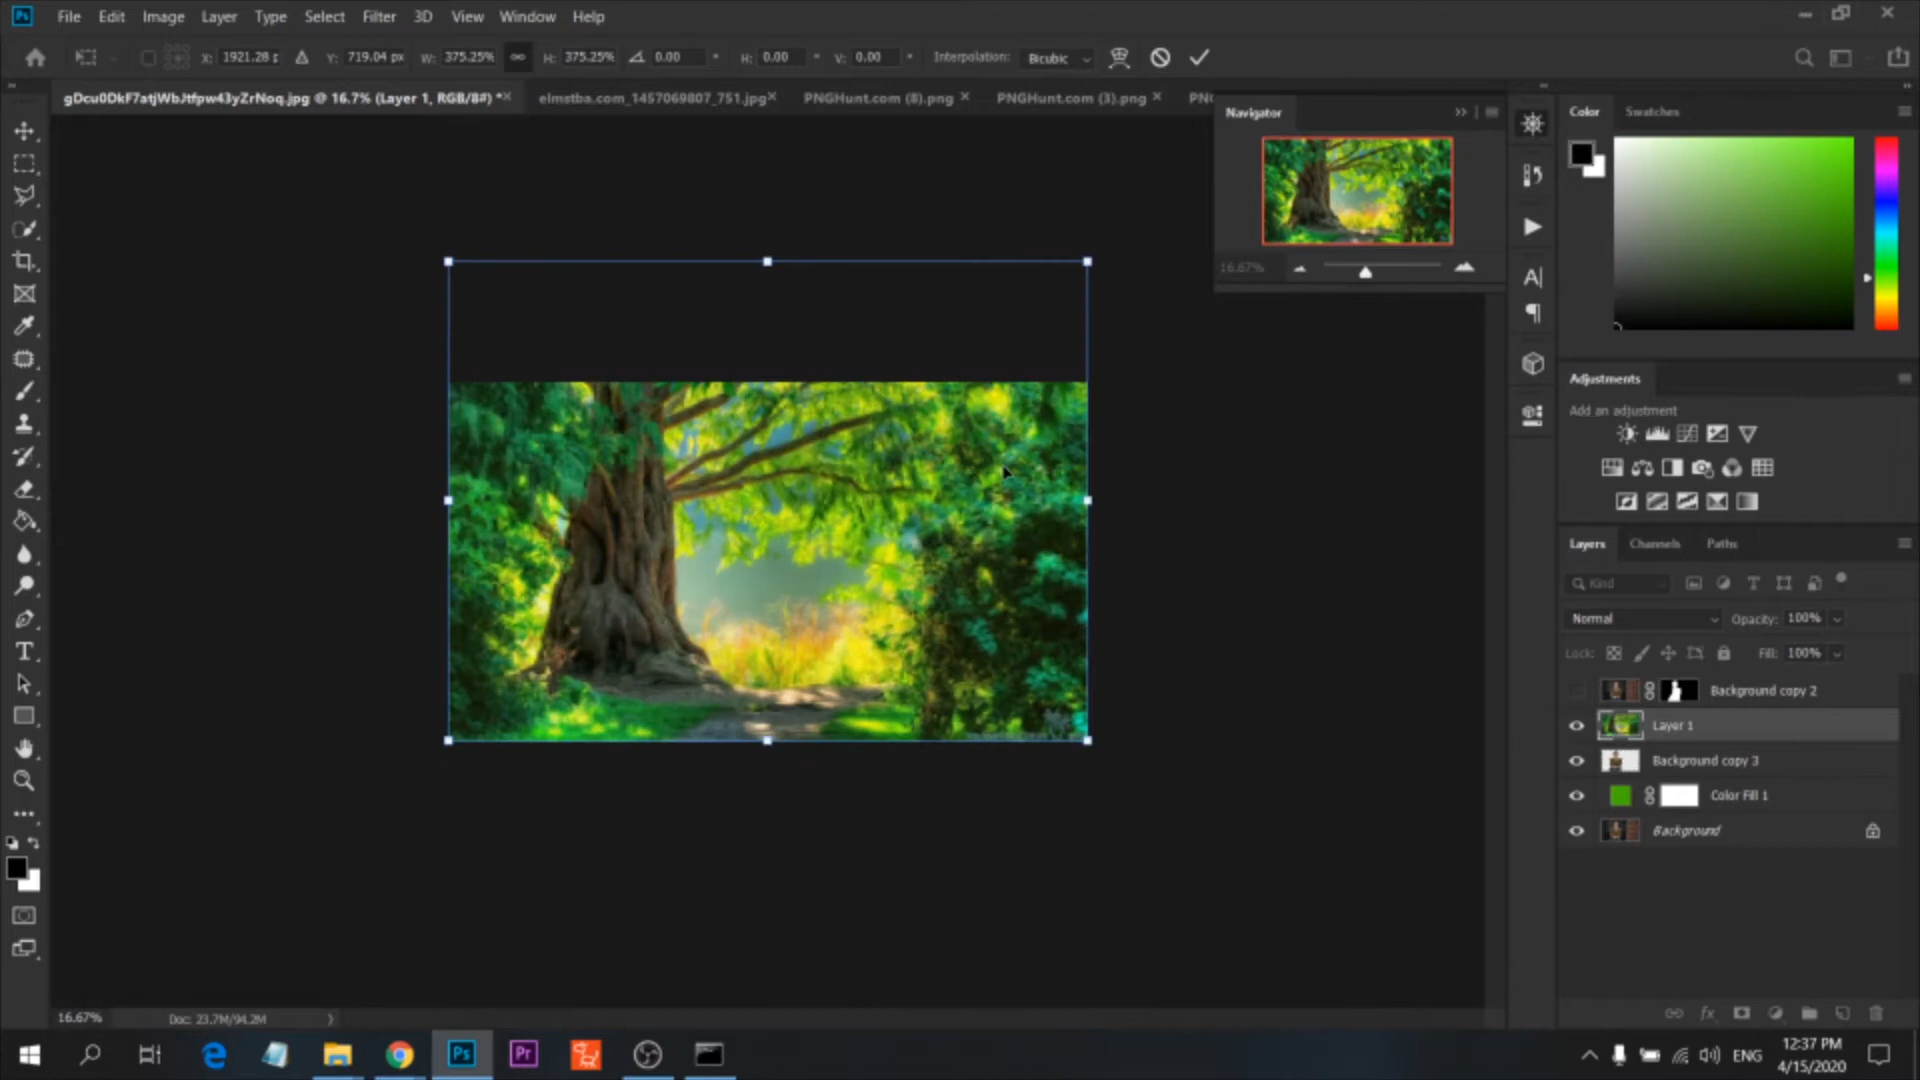 Ps File Edit Image Layer Type Select Filter 3D View Window Help
X: 1921.28 p Y: 719.04 px W: 375.25% H: 375.25% 0.00 H: 0.00 V: 0.00 Interpolation: Bicubic
gDcu0DkF7atjWbJtfpw43yZrNoq.jpg @ 16.7% (Layer 1, RGB/8#) * elmstba.com_1457069807_751.jpg PNGHunt.com (8).png PNGHunt.com (3).png PN
Navigator
16.67%
Color Swatches
Adjustments
Add an adjustment
Layers Channels Paths
Kind
Normal Opacity: 100%
Lock: Fill: 100%
Background copy 2
Layer 1
Background copy 3
Color Fill 1
Background
16.67% Doc: 23.7M/94.2M
Ps Pr ENG 12:37 PM
4/15/2020